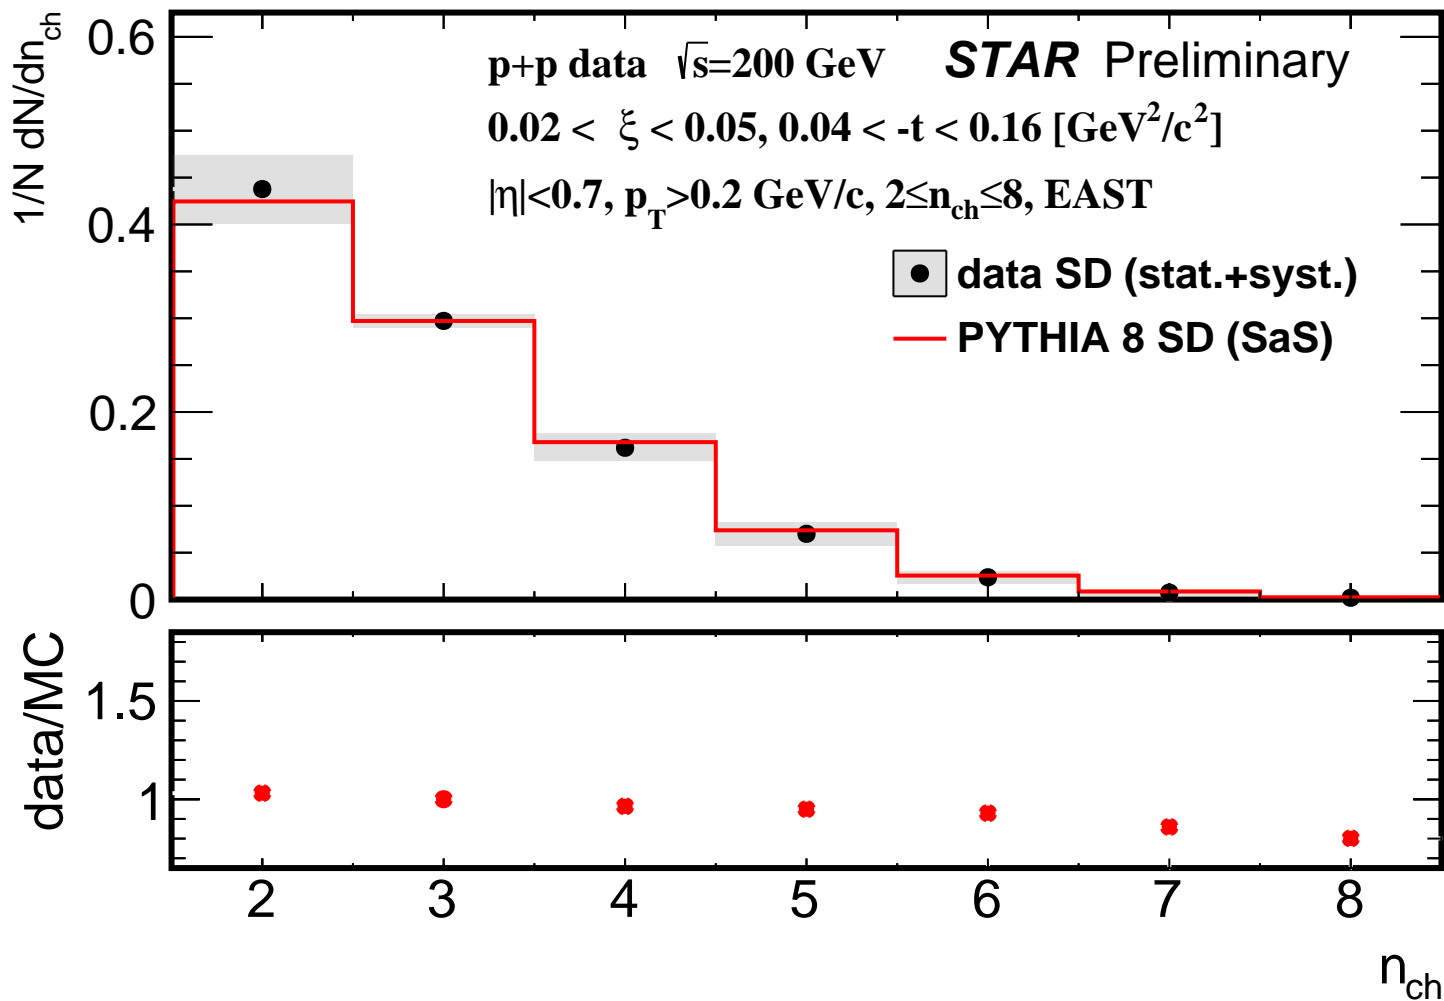 1/N dN/dn_ch
0.6
0.4
0.2
0
p+p data √s=200 GeV STAR Preliminary
0.02 < ξ < 0.05, 0.04 < -t < 0.16 [GeV²/c²]
|η|<0.7, p_T>0.2 GeV/c, 2≤n_ch≤8, EAST
data SD (stat.+syst.)
PYTHIA 8 SD (SaS)
data/MC
1.5
1
2 3 4 5 6 7 8
n_ch